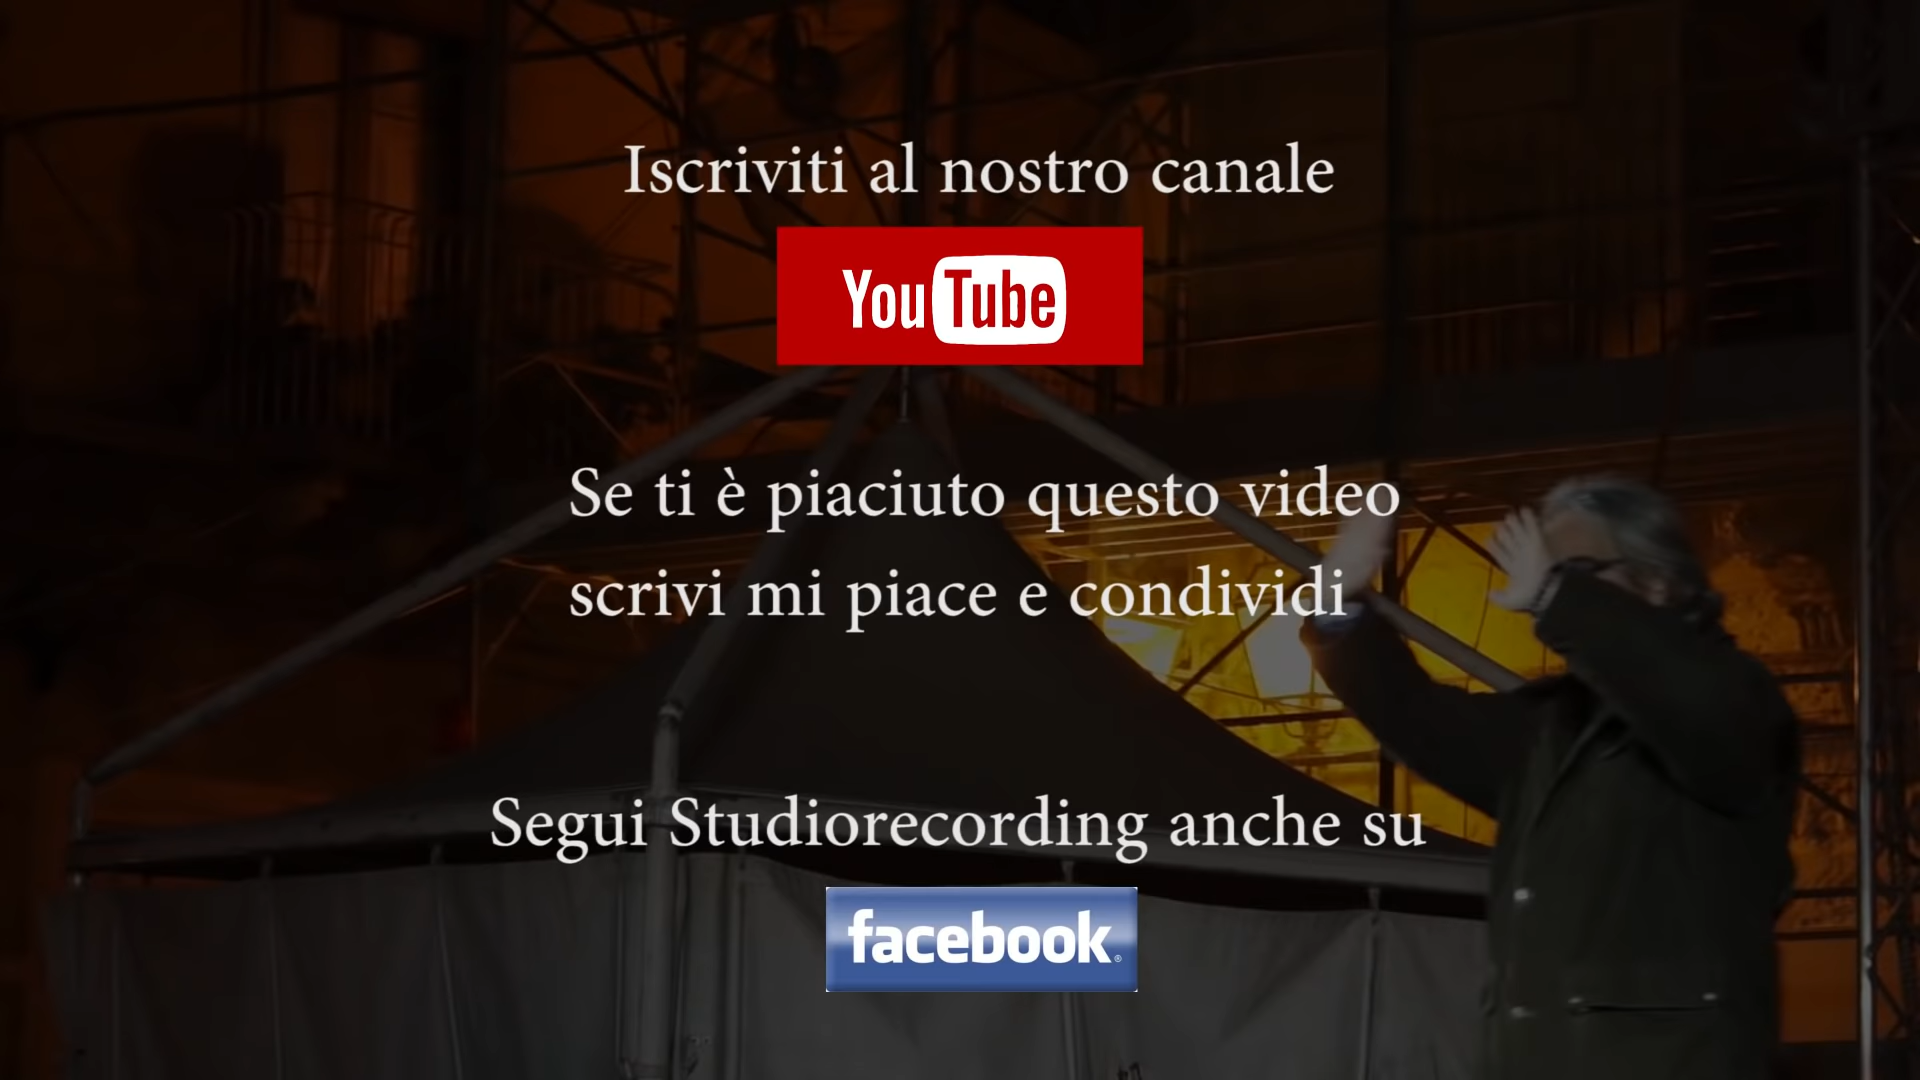 Iscriviti al nostro canale
YouTube
Se ti è piaciuto questo video
scrivi mi piace e condividi
Segui Studiorecording anche su
facebook®